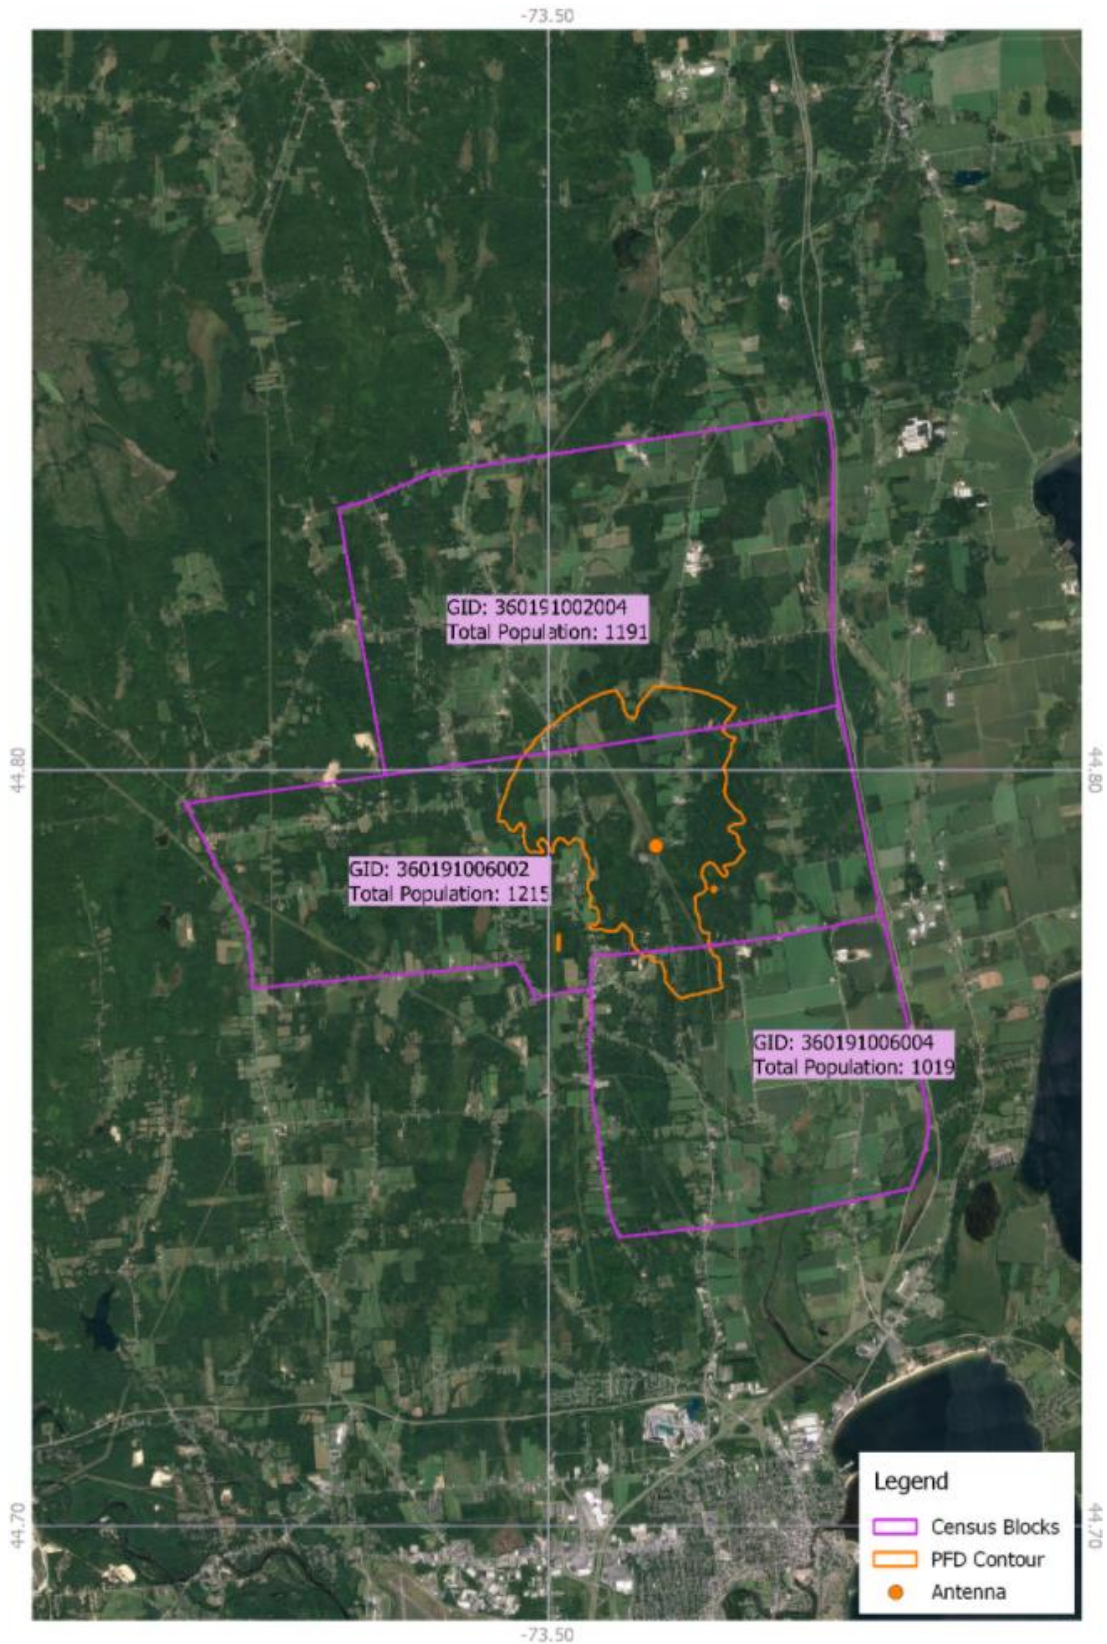 -73.50
GID: 360191002004
Total Population: 1191
44.80
44.80
GID: 360191006002
Total Population: 1215
GID: 360191006004
Total Population: 1019
Legend
Census Blocks
PFD Contour
Antenna
44.70
44.70
-73.50